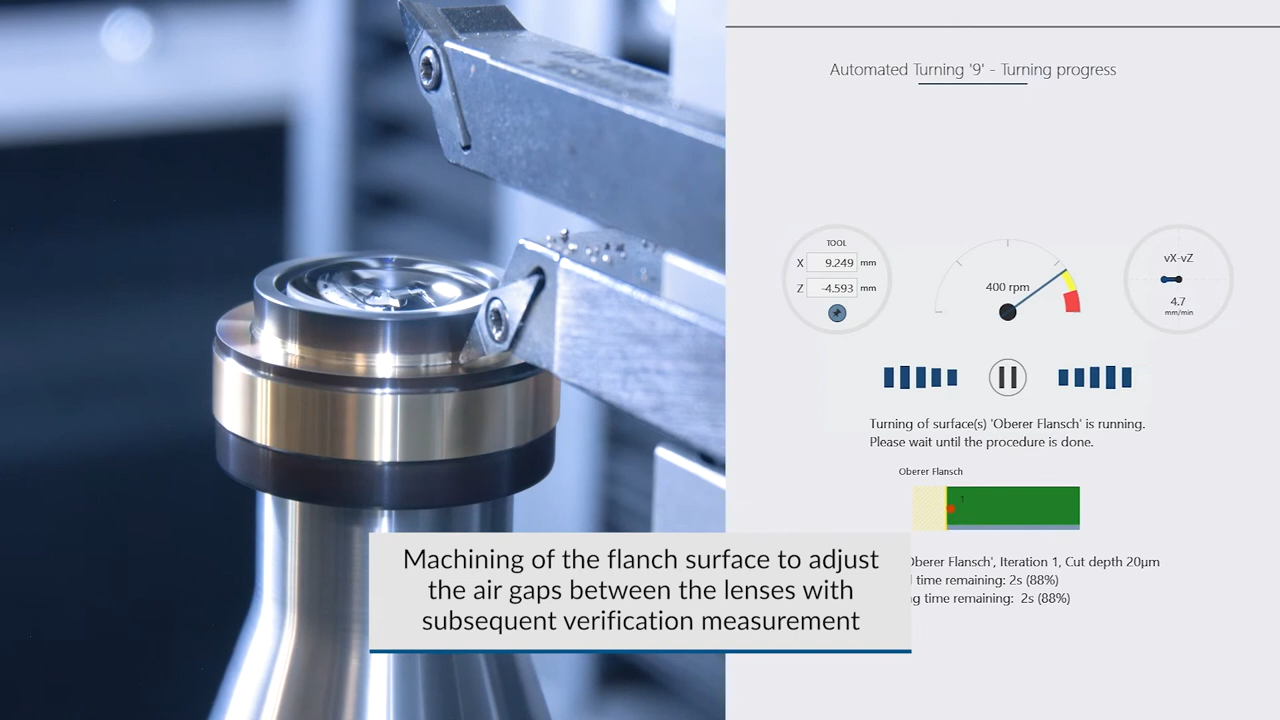 Automated Turning '9' - Turning progress
TOOL
X 9.249 mm
Z -4.593 mm
400 rpm
vX-vZ
4.7
mm/min
Turning of surface(s) 'Oberer Flansch' is running.
Please wait until the procedure is done.
Oberer Flansch
1
Oberer Flansch', Iteration 1, Cut depth 20µm
time remaining: 2s (88%)
time remaining: 2s (88%)
Machining of the flanch surface to adjust
the air gaps between the lenses with
subsequent verification measurement